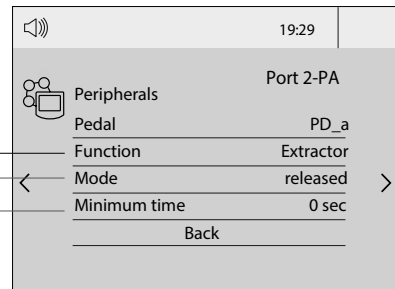 19:29
Port 2-PA
Peripherals
Pedal PD_a
Function Extractor
Mode released
Minimum time 0 sec
Back